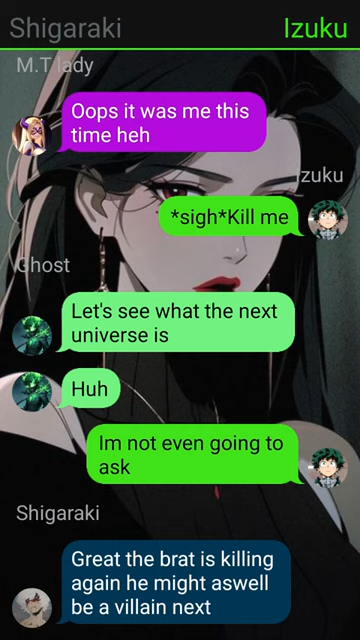 Shigaraki
Izuku
M.T lady
Oops it was me this
time heh
Izuku
*sigh*Kill me
Ghost
Let's see what the next
universe is
Huh
Im not even going to
ask
Shigaraki
Great the brat is killing
again he might aswell
be a villain next